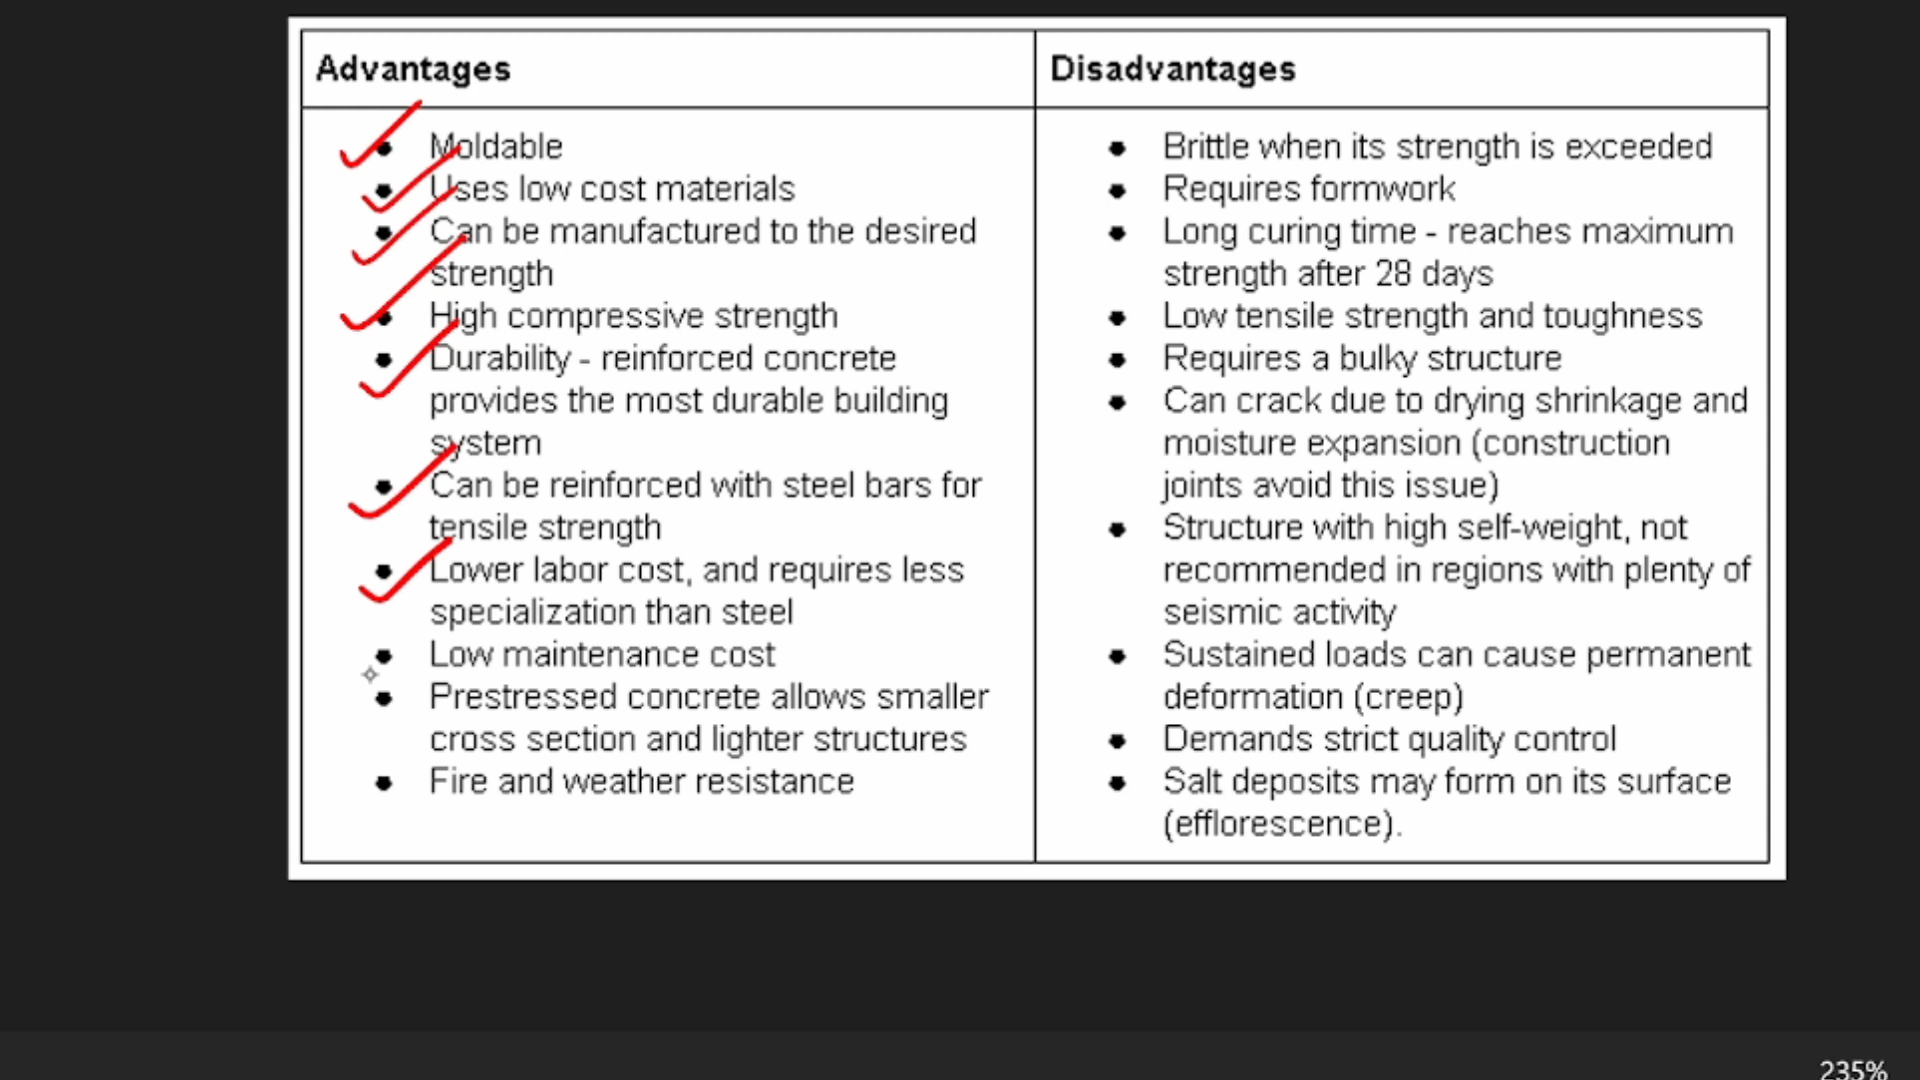 Advantages
Moldable
Uses low cost materials
Can be manufactured to the desired
strength
High compressive strength
Durability - reinforced concrete
provides the most durable building
system
Can be reinforced with steel bars for
tensile strength
Lower labor cost, and requires less
specialization than steel
Low maintenance cost
Prestressed concrete allows smaller
cross section and lighter structures
Fire and weather resistance
Disadvantages
Brittle when its strength is exceeded
Requires formwork
Long curing time - reaches maximum
strength after 28 days
Low tensile strength and toughness
Requires a bulky structure
Can crack due to drying shrinkage and
moisture expansion (construction
joints avoid this issue)
Structure with high self-weight, not
recommended in regions with plenty of
seismic activity
Sustained loads can cause permanent
deformation (creep)
Demands strict quality control
Salt deposits may form on its surface
(efflorescence).
235%